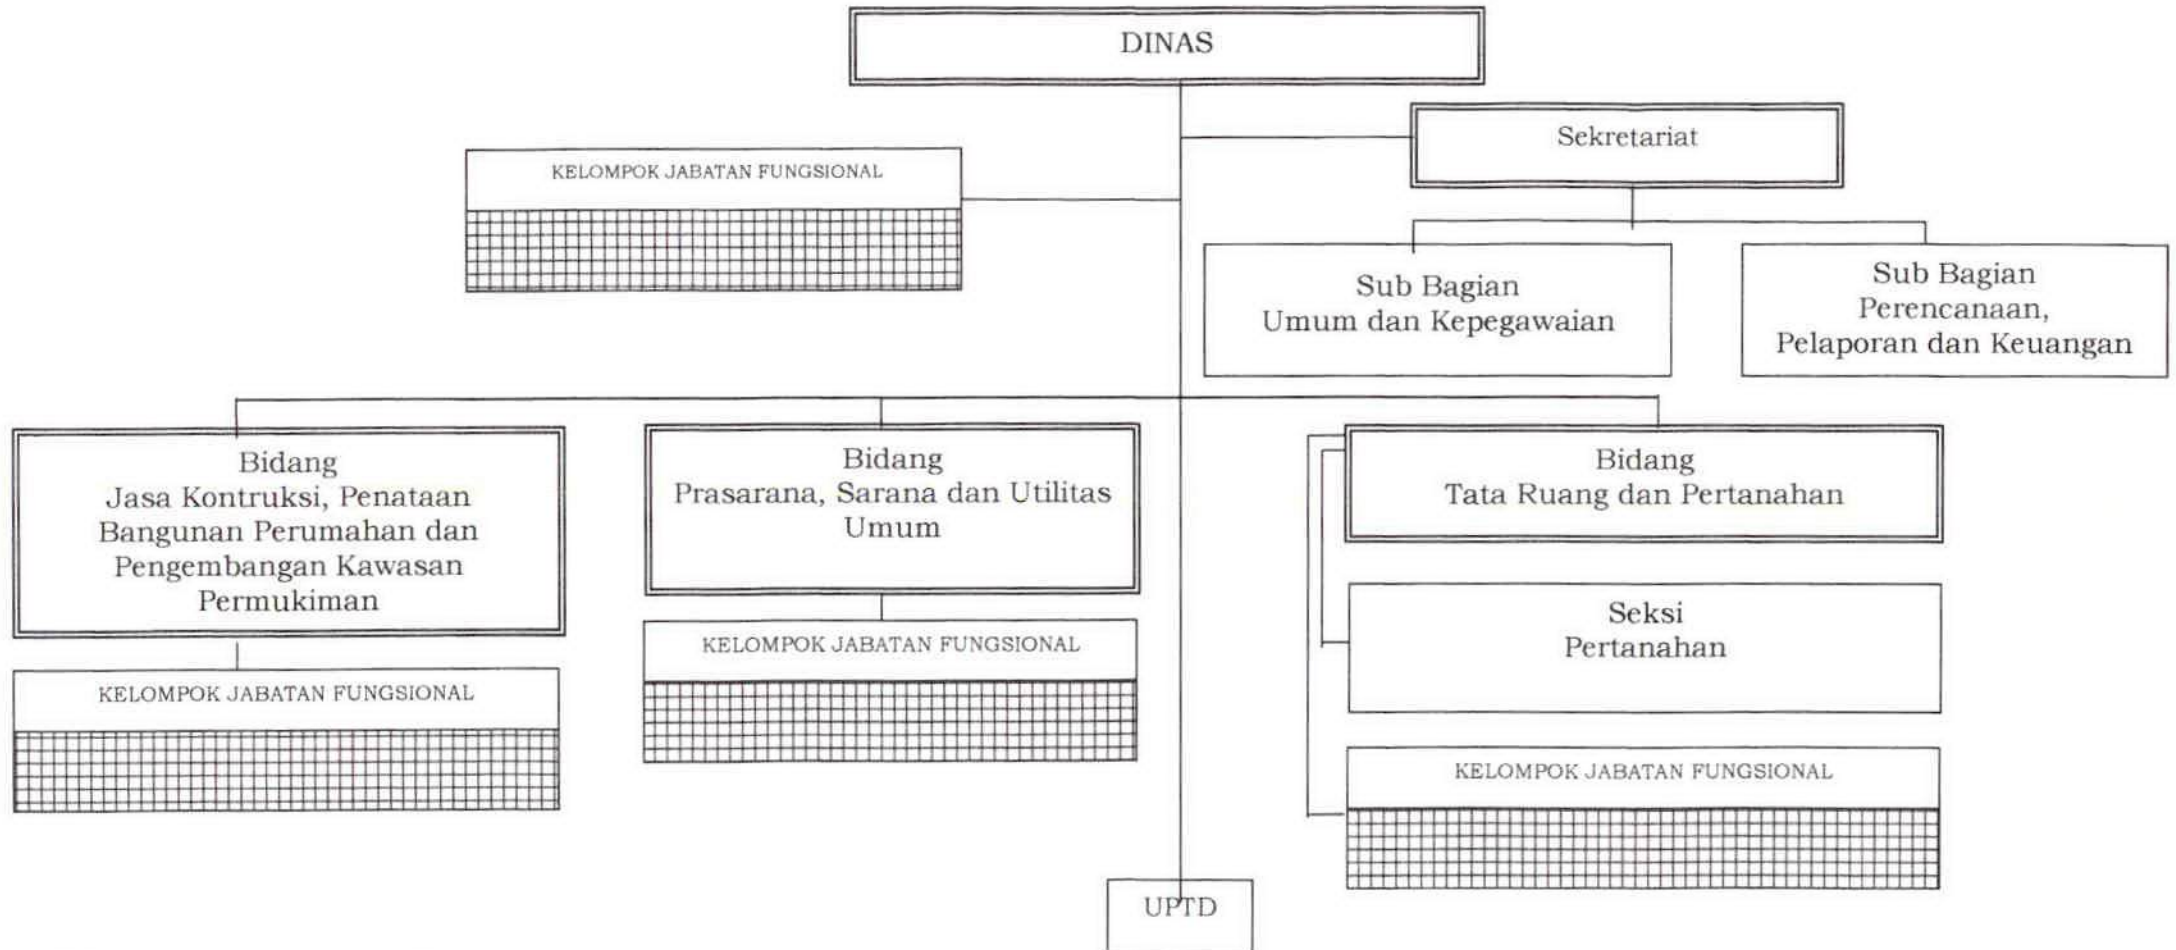 DINAS
Sekretariat
KELOMPOK JABATAN FUNGSIONAL
Sub Bagian
Umum dan Kepegawaian
Sub Bagian
Perencanaan,
Pelaporan dan Keuangan
Bidang
Jasa Kontruksi, Penataan
Bangunan Perumahan dan
Pengembangan Kawasan
Permukiman
KELOMPOK JABATAN FUNGSIONAL
Bidang
Prasarana, Sarana dan Utilitas
Umum
KELOMPOK JABATAN FUNGSIONAL
Bidang
Tata Ruang dan Pertanahan
Seksi
Pertanahan
KELOMPOK JABATAN FUNGSIONAL
UPTD